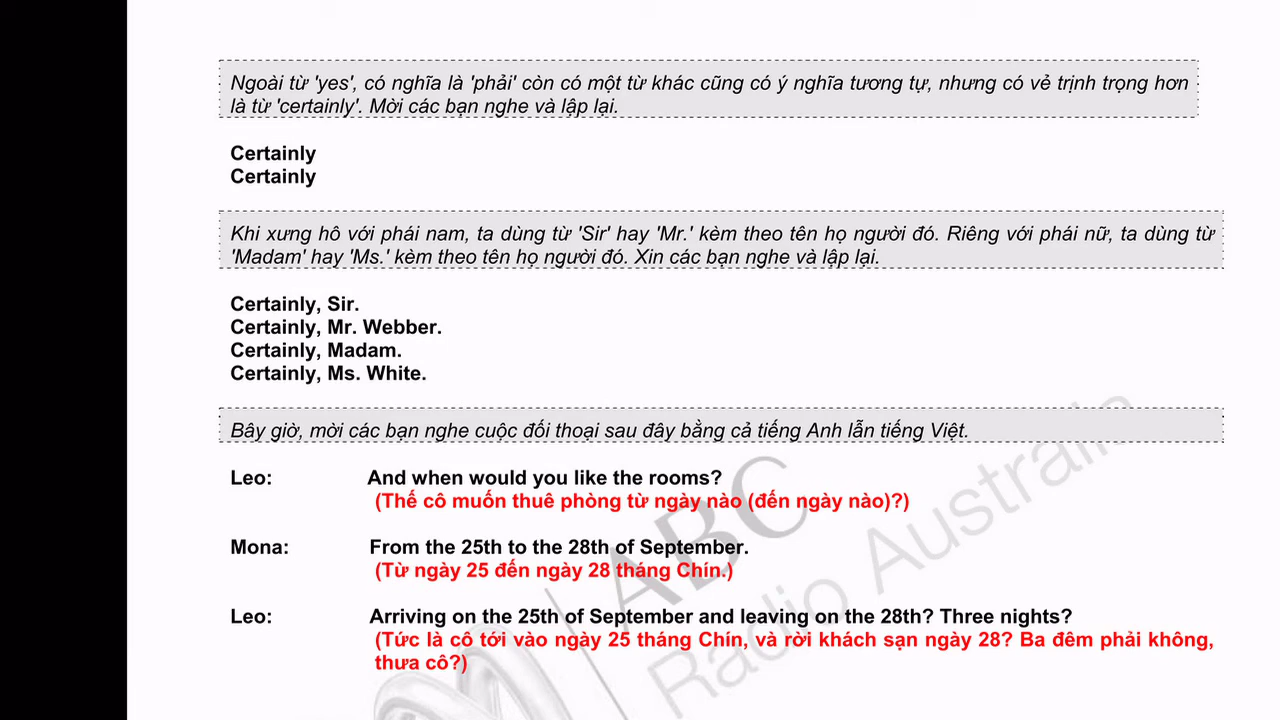 Ngoài từ 'yes', có nghĩa là 'phải' còn có một từ khác cũng có ý nghĩa tương tự, nhưng có vẻ trịnh trọng hơn
là từ 'certainly'. Mời các bạn nghe và lập lại.
Certainly
Certainly
Khi xưng hô với phái nam, ta dùng từ 'Sir' hay 'Mr.' kèm theo tên họ người đó. Riêng với phái nữ, ta dùng từ
'Madam' hay 'Ms.' kèm theo tên họ người đó. Xin các bạn nghe và lập lại.
Certainly, Sir.
Certainly, Mr. Webber.
Certainly, Madam.
Certainly, Ms. White.
Bây giờ, mời các bạn nghe cuộc đối thoại sau đây bằng cả tiếng Anh lẫn tiếng Việt.
Leo: And when would you like the rooms?
(Thế cô muốn thuê phòng từ ngày nào (đến ngày nào)?)
Mona: From the 25th to the 28th of September.
(Từ ngày 25 đến ngày 28 tháng Chín.)
Leo: Arriving on the 25th of September and leaving on the 28th? Three nights?
(Tức là cô tới vào ngày 25 tháng Chín, và rời khách sạn ngày 28? Ba đêm phải không,
thưa cô?)
ABC
Radio Australia